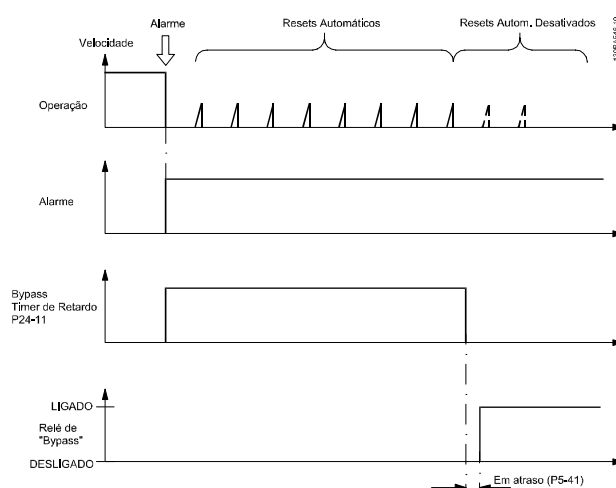 Alarme
Resets Automáticos
Resets Autom. Desativados
Velocidade
Operação
Alarme
Bypass
Timer de Retardo
P24-11
LIGADO
Relé de
"Bypass"
DESLIGADO
Em atraso (P5-41)